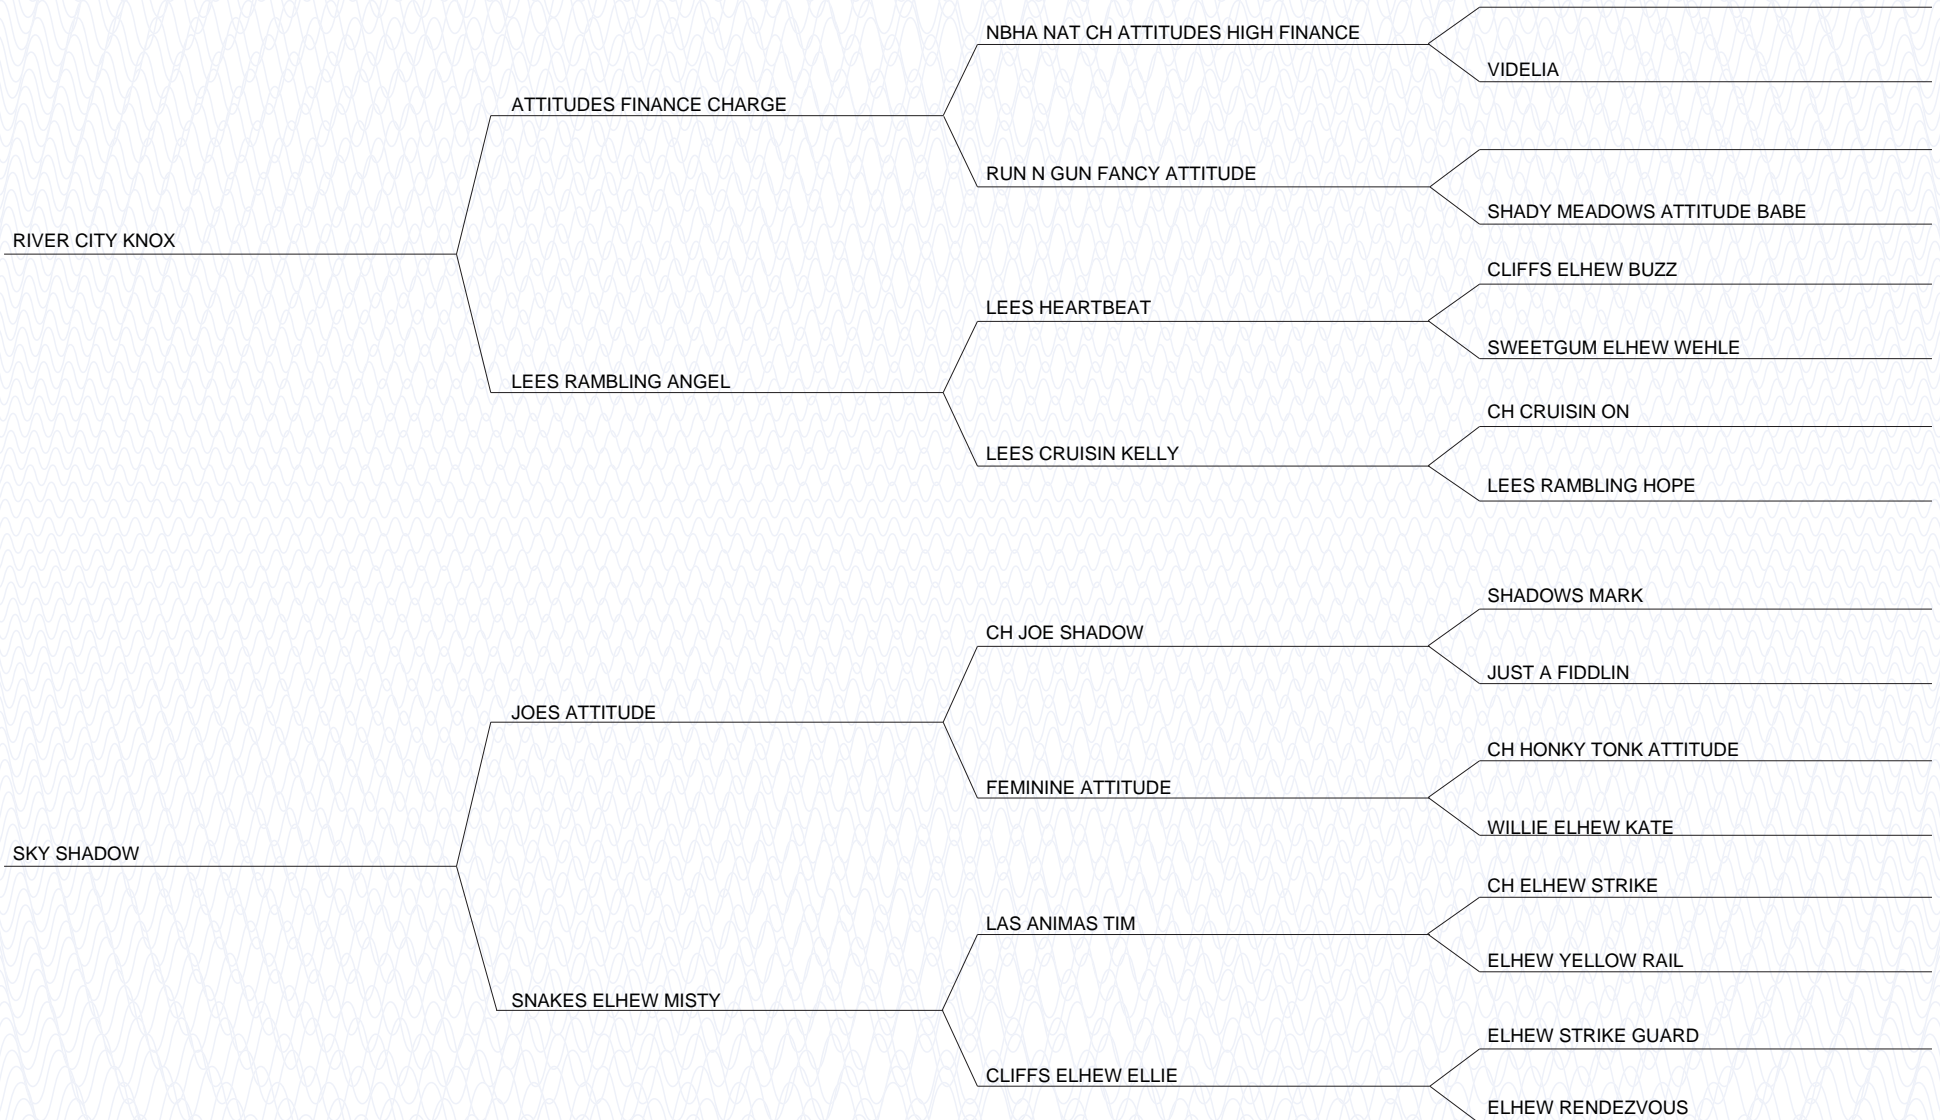 NBHA NAT CH ATTITUDES HIGH FINANCE
VIDELIA
ATTITUDES FINANCE CHARGE
RUN N GUN FANCY ATTITUDE
SHADY MEADOWS ATTITUDE BABE
RIVER CITY KNOX
CLIFFS ELHEW BUZZ
LEES HEARTBEAT
SWEETGUM ELHEW WEHLE
LEES RAMBLING ANGEL
CH CRUISIN ON
LEES CRUISIN KELLY
LEES RAMBLING HOPE
SHADOWS MARK
CH JOE SHADOW
JUST A FIDDLIN
JOES ATTITUDE
CH HONKY TONK ATTITUDE
FEMININE ATTITUDE
WILLIE ELHEW KATE
SKY SHADOW
CH ELHEW STRIKE
LAS ANIMAS TIM
ELHEW YELLOW RAIL
SNAKES ELHEW MISTY
ELHEW STRIKE GUARD
CLIFFS ELHEW ELLIE
ELHEW RENDEZVOUS